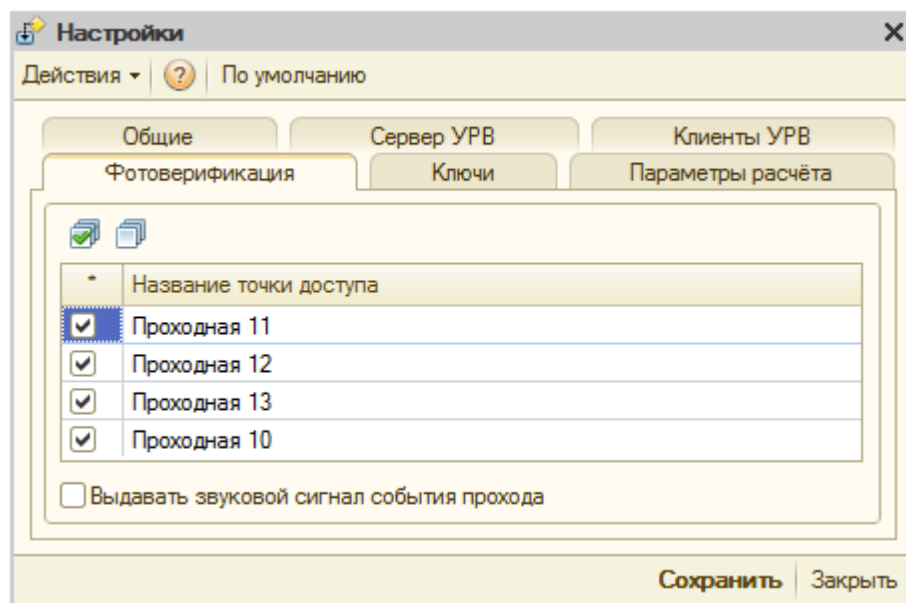 Настройки
Действия ? По умолчанию
Общие Сервер УРВ Клиенты УРВ
Фотоверификация Ключи Параметры расчёта
* Название точки доступа
Проходная 11
Проходная 12
Проходная 13
Проходная 10
Выдавать звуковой сигнал события прохода
Сохранить Закрыть